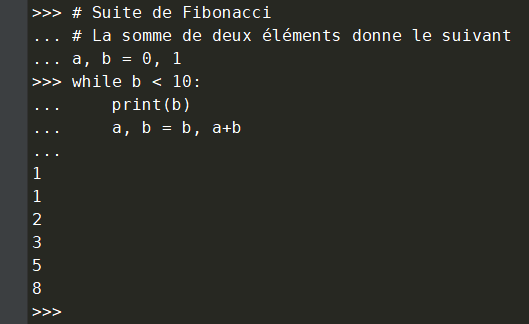 >>> # Suite de Fibonacci
... # La somme de deux éléments donne le suivant
... a, b = 0, 1
>>> while b < 10:
...     print(b)
...     a, b = b, a+b
...
1
1
2
3
5
8
>>>